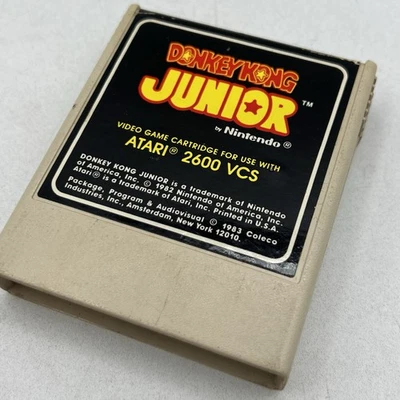 DONKEY KONG
JUNIOR™
by Nintendo®
VIDEO GAME CARTRIDGE FOR USE WITH
ATARI® 2600 VCS
DONKEY KONG JUNIOR is a trademark of Nintendo
of America, Inc. © 1982 Nintendo of America, Inc.
Atari® is a trademark of Atari, Inc. Printed in U.S.A.
Package, Program & Audiovisual © 1983 Coleco
Industries, Inc., Amsterdam, New York 12010.